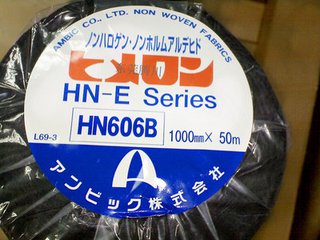 AMBIC CO., LTD. NON WOVEN FABRICS
ノンハロゲン・ノンホルムアルデヒド
ヒメロン
HN-E Series
HN606B
L69-3
1000mm× 50m
アンビック株式会社